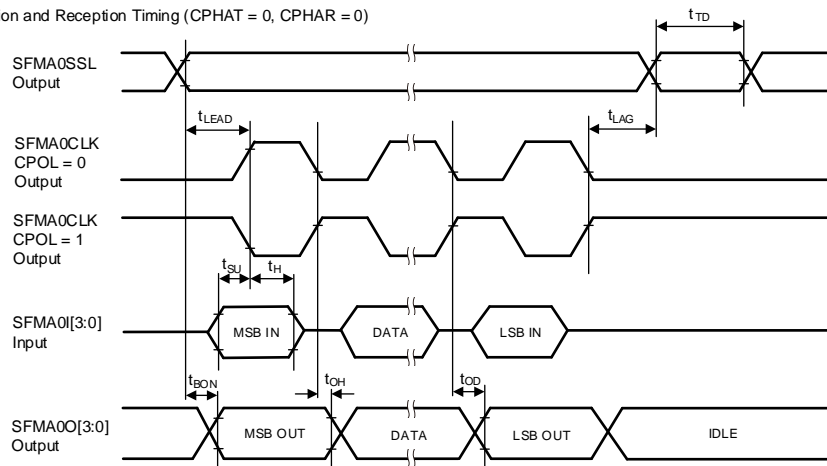 on and Reception Timing (CPHAT = 0, CPHAR = 0)
tTD
SFMA0SSL
Output
tLEAD
tLAG
SFMA0CLK
CPOL = 0
Output
SFMA0CLK
CPOL = 1
Output
tSU
tH
SFMA0I[3:0]
Input
MSB IN
DATA
LSB IN
tBON
tOH
tOD
SFMA0O[3:0]
Output
MSB OUT
DATA
LSB OUT
IDLE